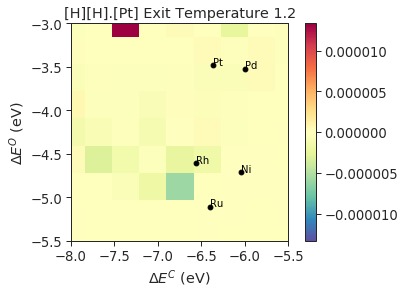 [H][H].[Pt] Exit Temperature 1.2
−3.0
−3.5
−4.0
−4.5
−5.0
−5.5
ΔE^O (eV)
Pt
Pd
Rh
Ni
Ru
−8.0 −7.5 −7.0 −6.5 −6.0 −5.5
ΔE^C (eV)
0.000010
0.000005
0.000000
−0.000005
−0.000010